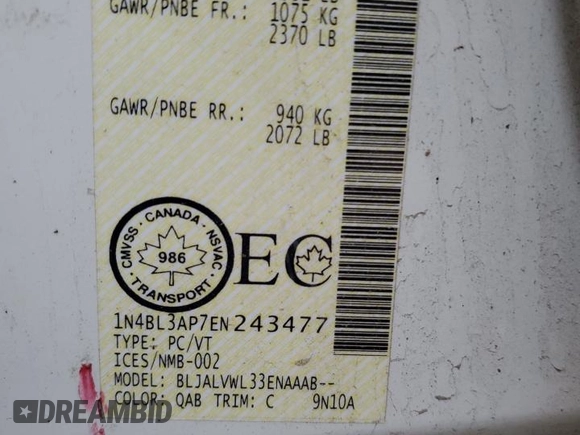 GAWR/PNBE FR.: 1075 KG
2370 LB
GAWR/PNBE RR.: 940 KG
2072 LB
CMVSS · CANADA · NSVAC
986
TRANSPORT
EC
1N4BL3AP7EN243477
TYPE: PC/VT
ICES/NMB-002
MODEL: BLJALVWL33ENAAAB--
COLOR: QAB TRIM: C 9N10A
DREAMBID